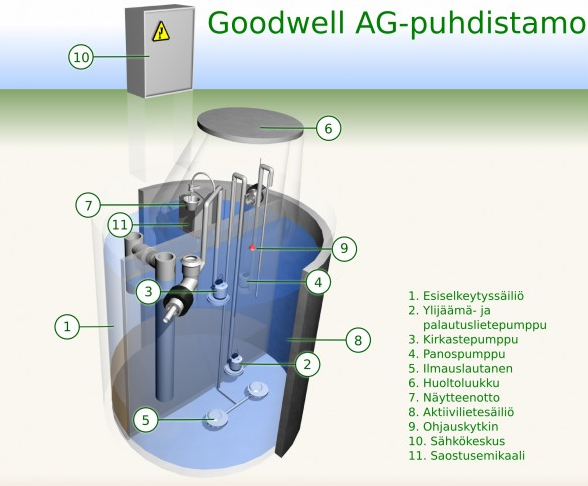 Goodwell AG-puhdistamo
10
6
7
11
9
3
4
1
8
2
5
1. Esiselkeytyssäiliö
2. Ylijäämä- ja
palautuslietepumppu
3. Kirkastepumppu
4. Panospumppu
5. Ilmauslautanen
6. Huoltoluukku
7. Näytteenotto
8. Aktiivilietesäiliö
9. Ohjauskytkin
10. Sähkökeskus
11. Saostusemikaali